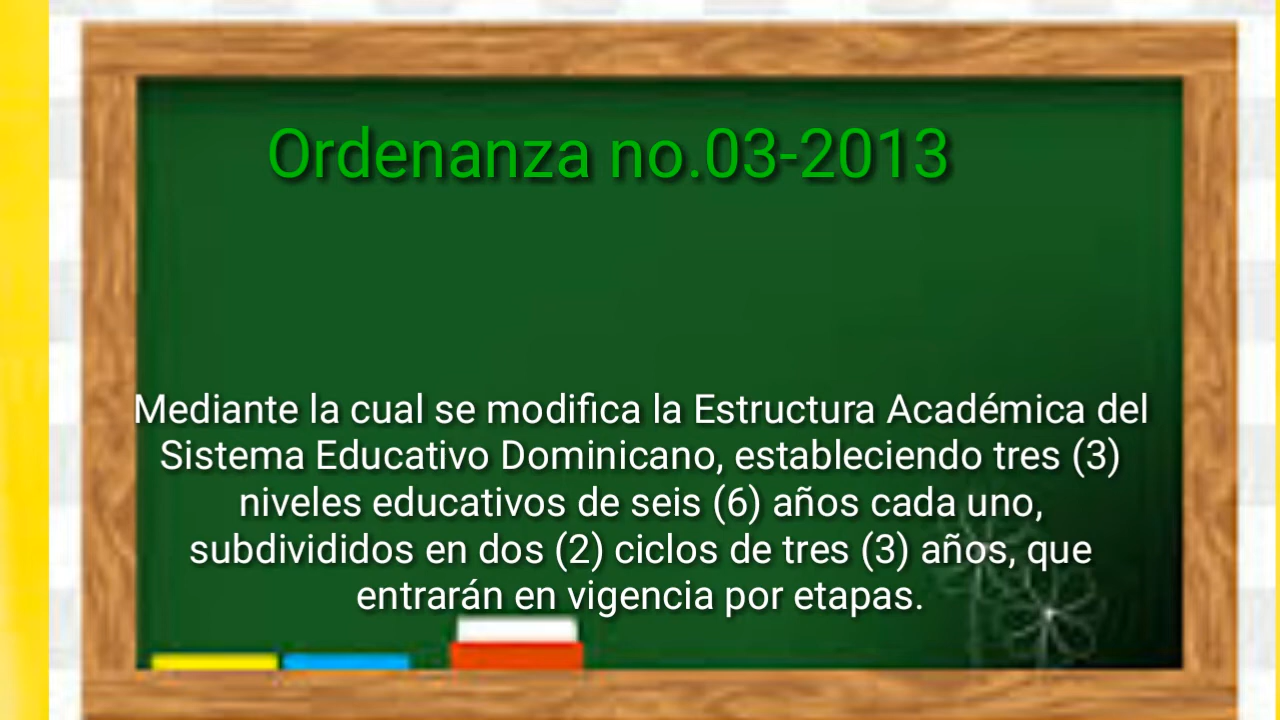 Ordenanza no.03-2013
Mediante la cual se modifica la Estructura Académica del
Sistema Educativo Dominicano, estableciendo tres (3)
niveles educativos de seis (6) años cada uno,
subdivididos en dos (2) ciclos de tres (3) años, que
entrarán en vigencia por etapas.